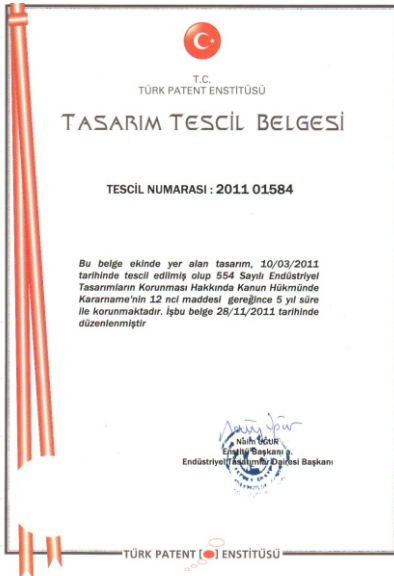 T.C.
TÜRK PATENT ENSTİTÜSÜ
TASARIM TESCİL BELGESİ
TESCİL NUMARASI : 2011 01584
Bu belge ekinde yer alan tasarım, 10/03/2011
tarihinde tescil edilmiş olup 554 Sayılı Endüstriyel
Tasarımların Korunması Hakkında Kanun Hükmünde
Kararname'nin 12 nci maddesi gereğince 5 yıl süre
ile korunmaktadır. İşbu belge 28/11/2011 tarihinde
düzenlenmiştir
Naim UĞUR
Enstitü Başkanı a.
Endüstriyel Tasarımlar Dairesi Başkanı
TÜRK PATENT [ ] ENSTİTÜSÜ